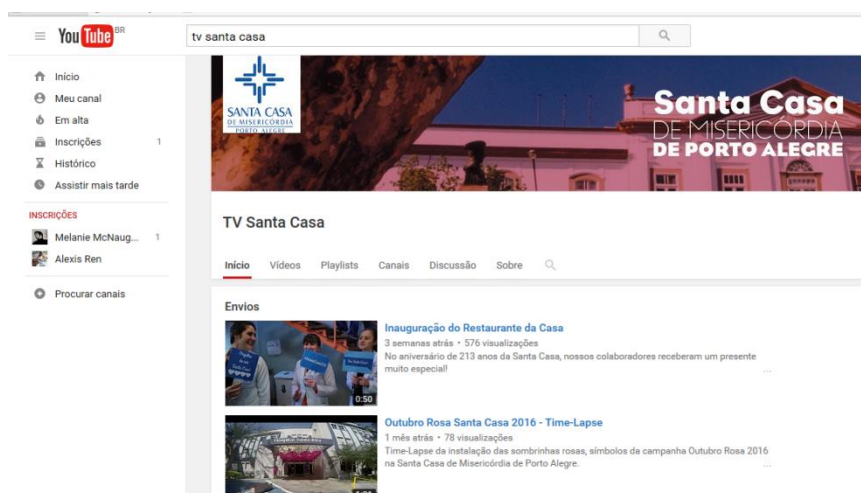 YouTube BR
tv santa casa
Início
Meu canal
Em alta
Inscrições 1
Histórico
Assistir mais tarde
INSCRIÇÕES
Melanie McNaug... 1
Alexis Ren
Procurar canais
SANTA CASA
DE MISERICÓRDIA
PORTO ALEGRE
Santa Casa
DE MISERICÓRDIA
DE PORTO ALEGRE
TV Santa Casa
Início Vídeos Playlists Canais Discussão Sobre
Envios
0:50
Inauguração do Restaurante da Casa
3 semanas atrás • 576 visualizações
No aniversário de 213 anos da Santa Casa, nossos colaboradores receberam um presente
muito especial!
...
Outubro Rosa Santa Casa 2016 - Time-Lapse
1 mês atrás • 78 visualizações
Time-Lapse da instalação das sombrinhas rosas, símbolos da campanha Outubro Rosa 2016
na Santa Casa de Misericórdia de Porto Alegre.
...